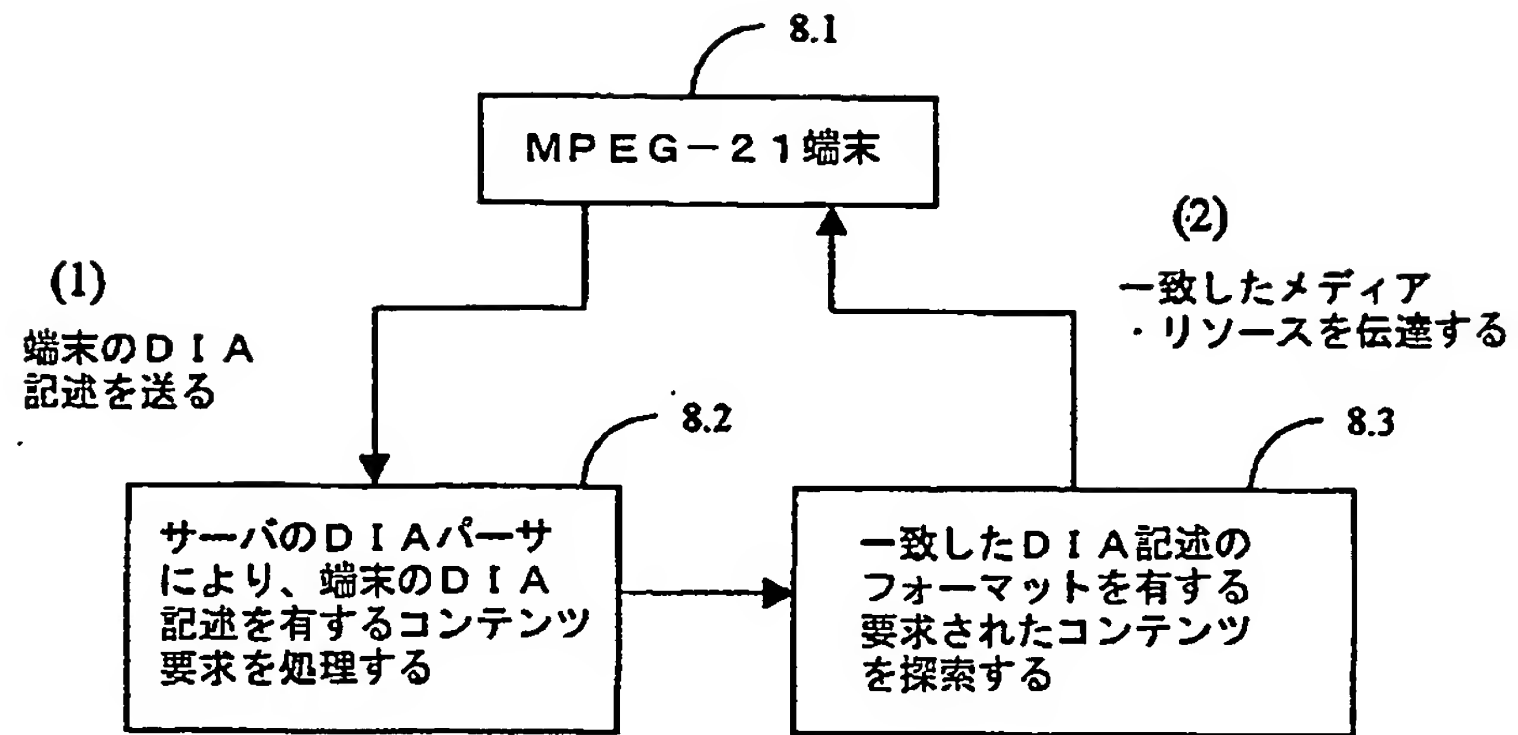 8.1
MPEG-21端末
(1)
端末のDIA
記述を送る
(2)
一致したメディア
・リソースを伝達する
8.2
サーバのDIAパーサ
により、端末のDIA
記述を有するコンテンツ
要求を処理する
8.3
一致したDIA記述の
フォーマットを有する
要求されたコンテンツ
を探索する